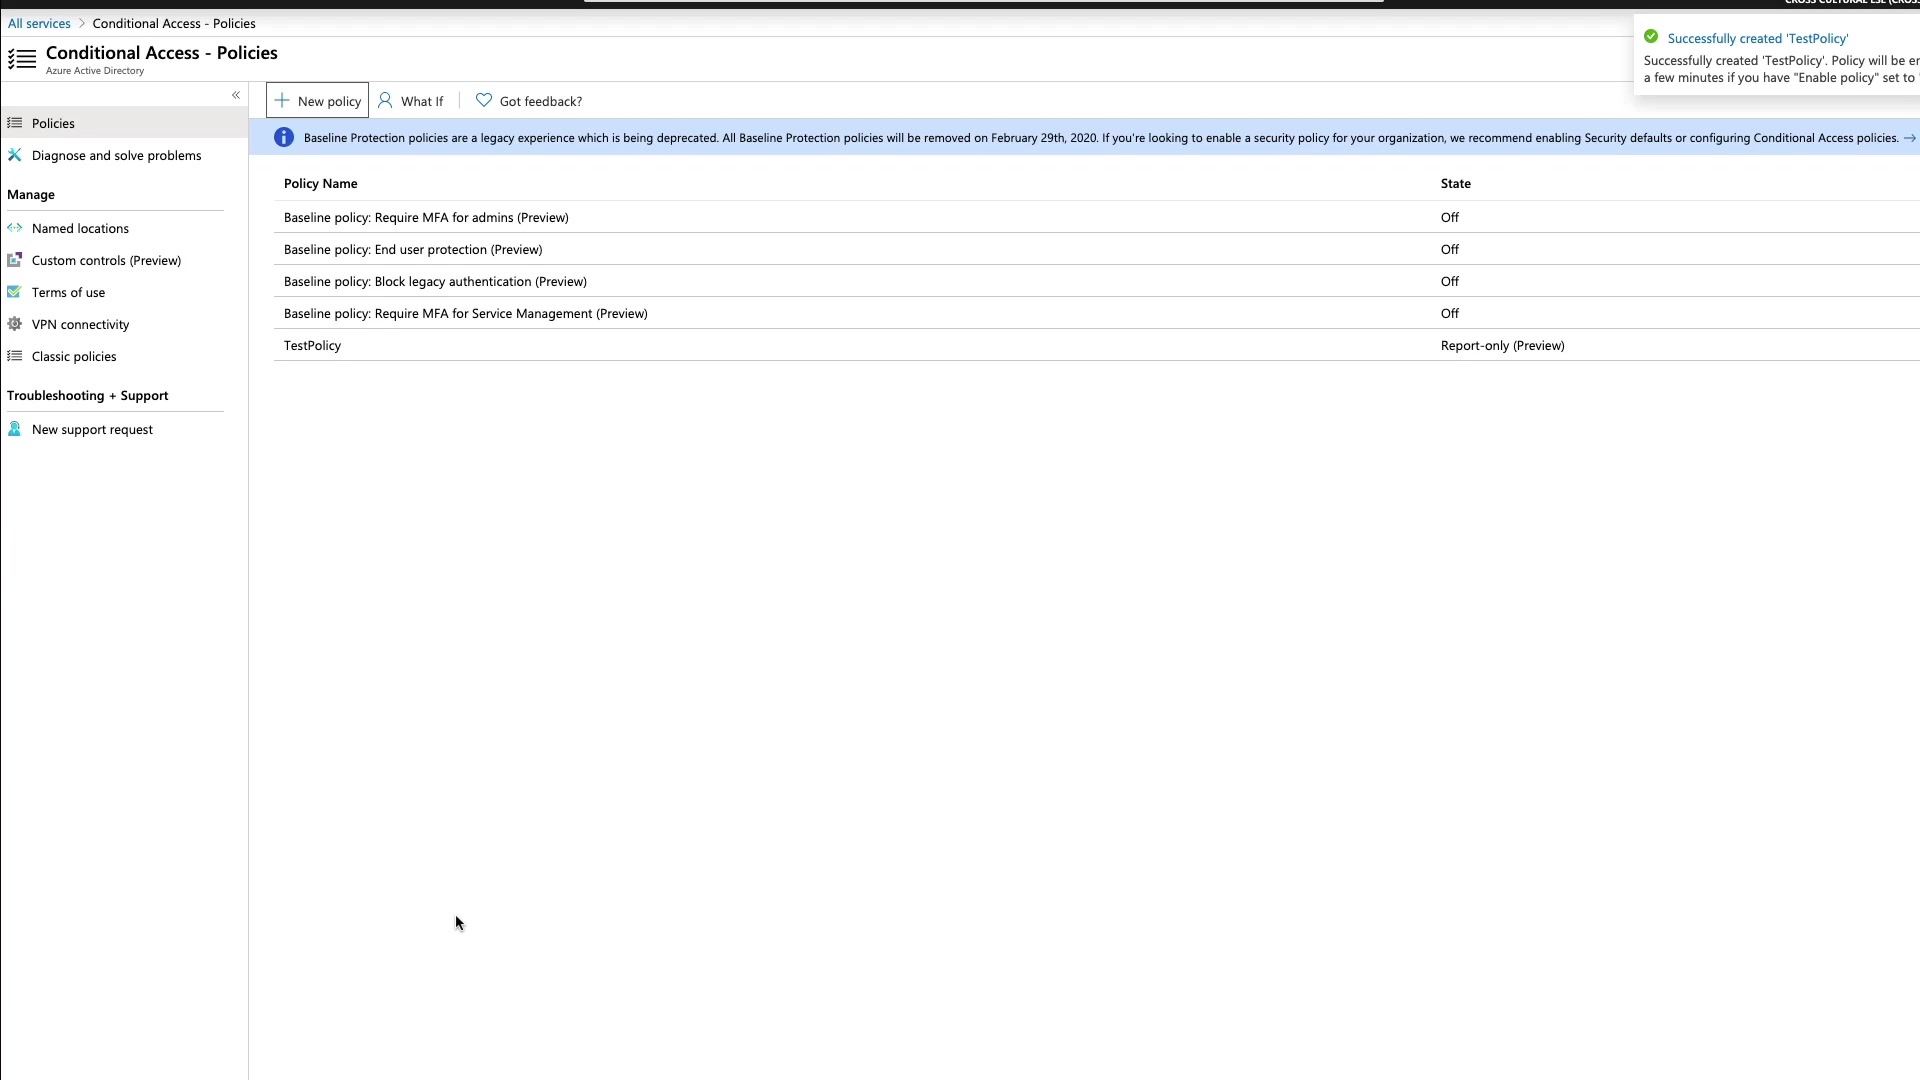 All services > Conditional Access - Policies
Conditional Access - Policies
Azure Active Directory
Successfully created 'TestPolicy'
Successfully created 'TestPolicy'. Policy will be
a few minutes if you have "Enable policy" set to
«
New policy
What If
Got feedback?
Policies
Diagnose and solve problems
Manage
Named locations
Custom controls (Preview)
Terms of use
VPN connectivity
Classic policies
Troubleshooting + Support
New support request
Baseline Protection policies are a legacy experience which is being deprecated. All Baseline Protection policies will be removed on February 29th, 2020. If you're looking to enable a security policy for your organization, we recommend enabling Security defaults or configuring Conditional Access policies. →
Policy Name State
Baseline policy: Require MFA for admins (Preview) Off
Baseline policy: End user protection (Preview) Off
Baseline policy: Block legacy authentication (Preview) Off
Baseline policy: Require MFA for Service Management (Preview) Off
TestPolicy Report-only (Preview)